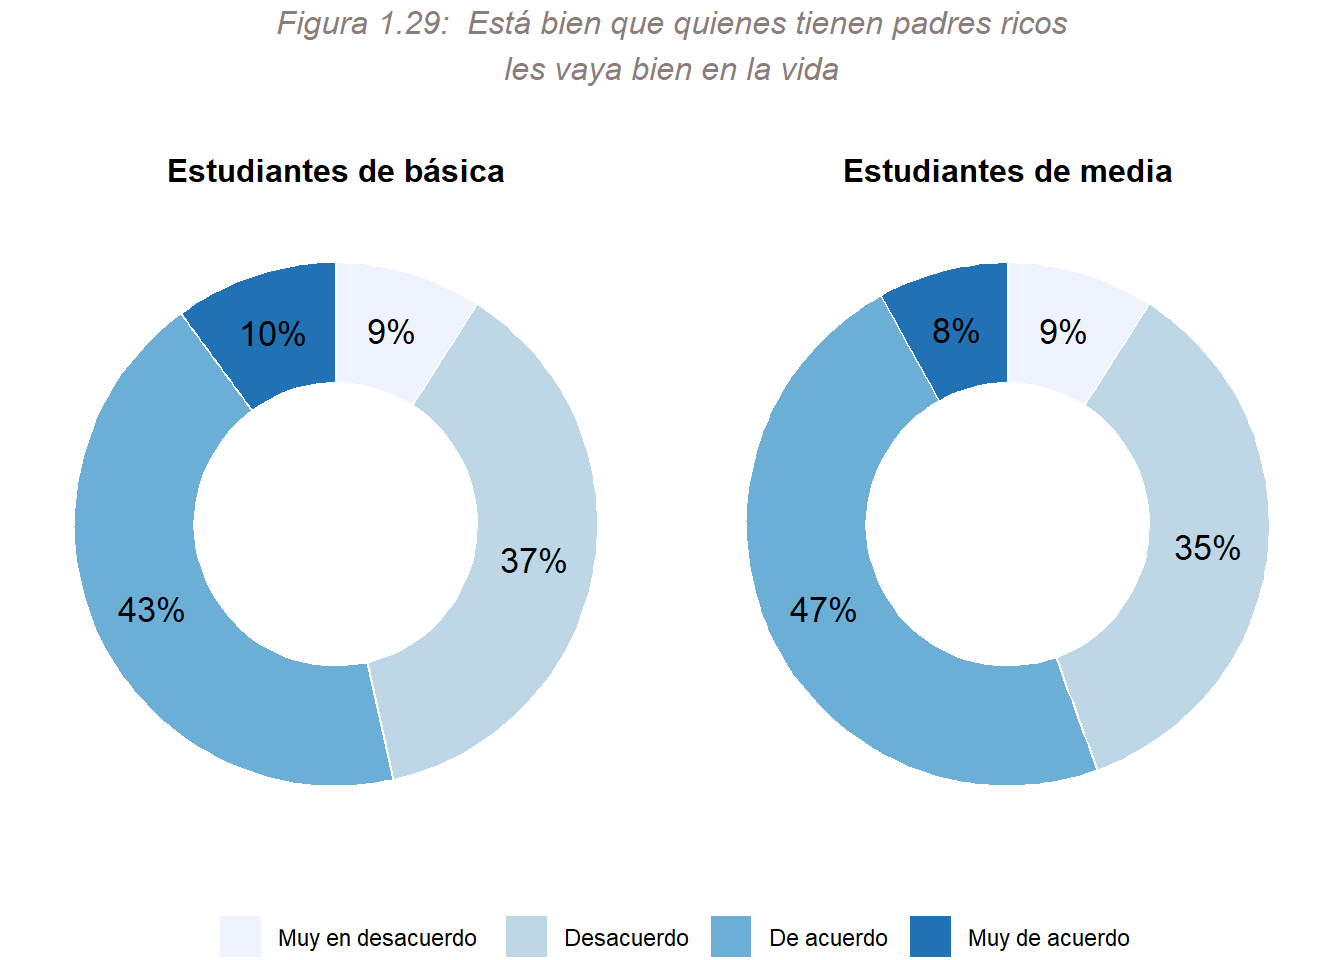 Figura 1.29:  Está bien que quienes tienen padres ricos
les vaya bien en la vida
Estudiantes de básica
Estudiantes de media
10%
9%
37%
43%
8%
9%
35%
47%
Muy en desacuerdo
Desacuerdo
De acuerdo
Muy de acuerdo